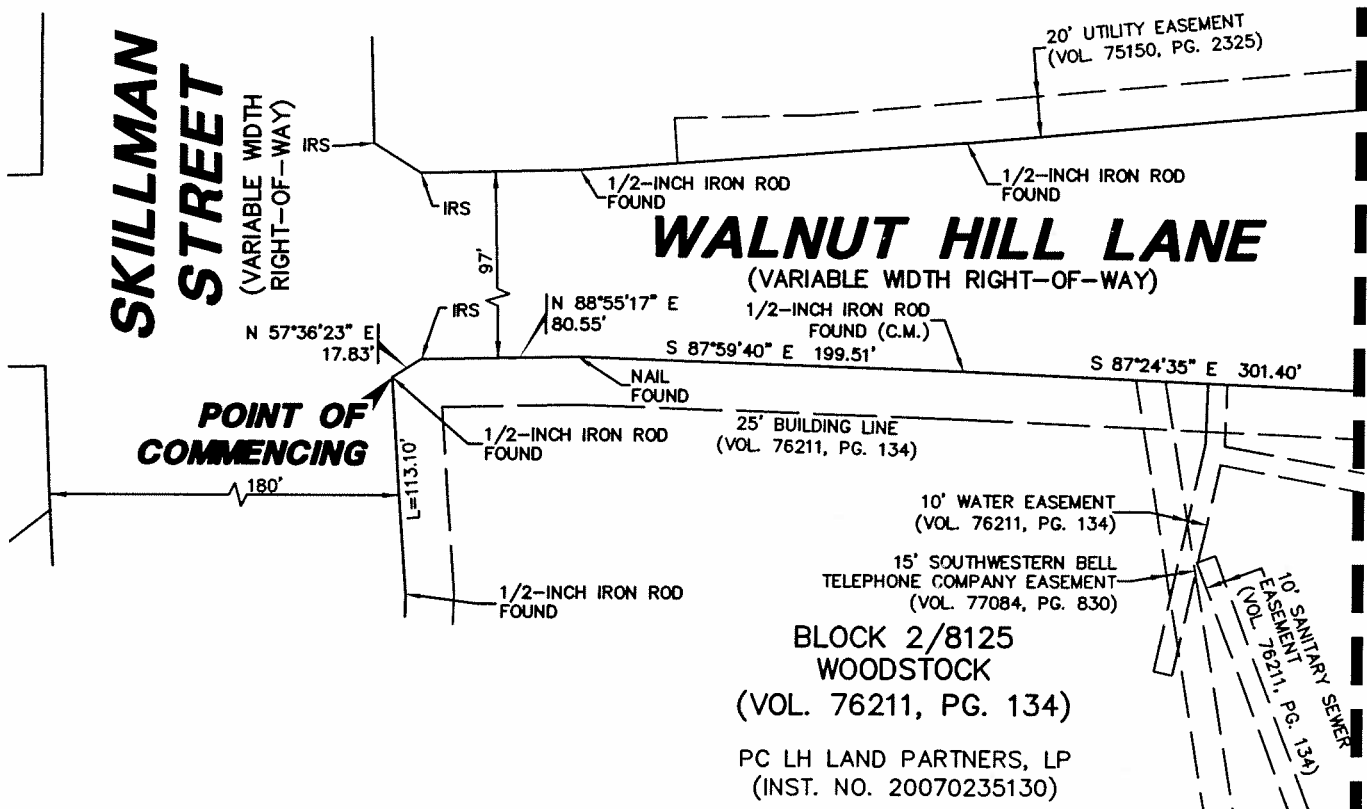 SKILLMAN
STREET
(VARIABLE WIDTH
RIGHT-OF-WAY)
20' UTILITY EASEMENT
(VOL. 75150, PG. 2325)
IRS
IRS
1/2-INCH IRON ROD
FOUND
1/2-INCH IRON ROD
FOUND
WALNUT HILL LANE
(VARIABLE WIDTH RIGHT-OF-WAY)
97'
IRS
N 88°55'17" E
80.55'
1/2-INCH IRON ROD
FOUND (C.M.)
N 57°36'23" E
17.83'
S 87°59'40" E 199.51'
S 87°24'35" E 301.40'
NAIL
FOUND
POINT OF
COMMENCING
1/2-INCH IRON ROD
FOUND
25' BUILDING LINE
(VOL. 76211, PG. 134)
180'
L=113.10'
10' WATER EASEMENT
(VOL. 76211, PG. 134)
15' SOUTHWESTERN BELL
TELEPHONE COMPANY EASEMENT
(VOL. 77084, PG. 830)
1/2-INCH IRON ROD
FOUND
10' SANITARY SEWER
EASEMENT
(VOL. 76211, PG. 134)
BLOCK 2/8125
WOODSTOCK
(VOL. 76211, PG. 134)
PC LH LAND PARTNERS, LP
(INST. NO. 20070235130)